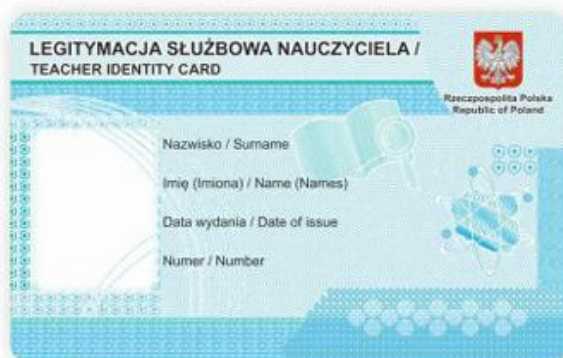 LEGITYMACJA SŁUŻBOWA NAUCZYCIELA /
TEACHER IDENTITY CARD
Rzeczpospolita Polska
Republic of Poland
Nazwisko / Surname
Imię (Imiona) / Name (Names)
Data wydania / Date of issue
Numer / Number